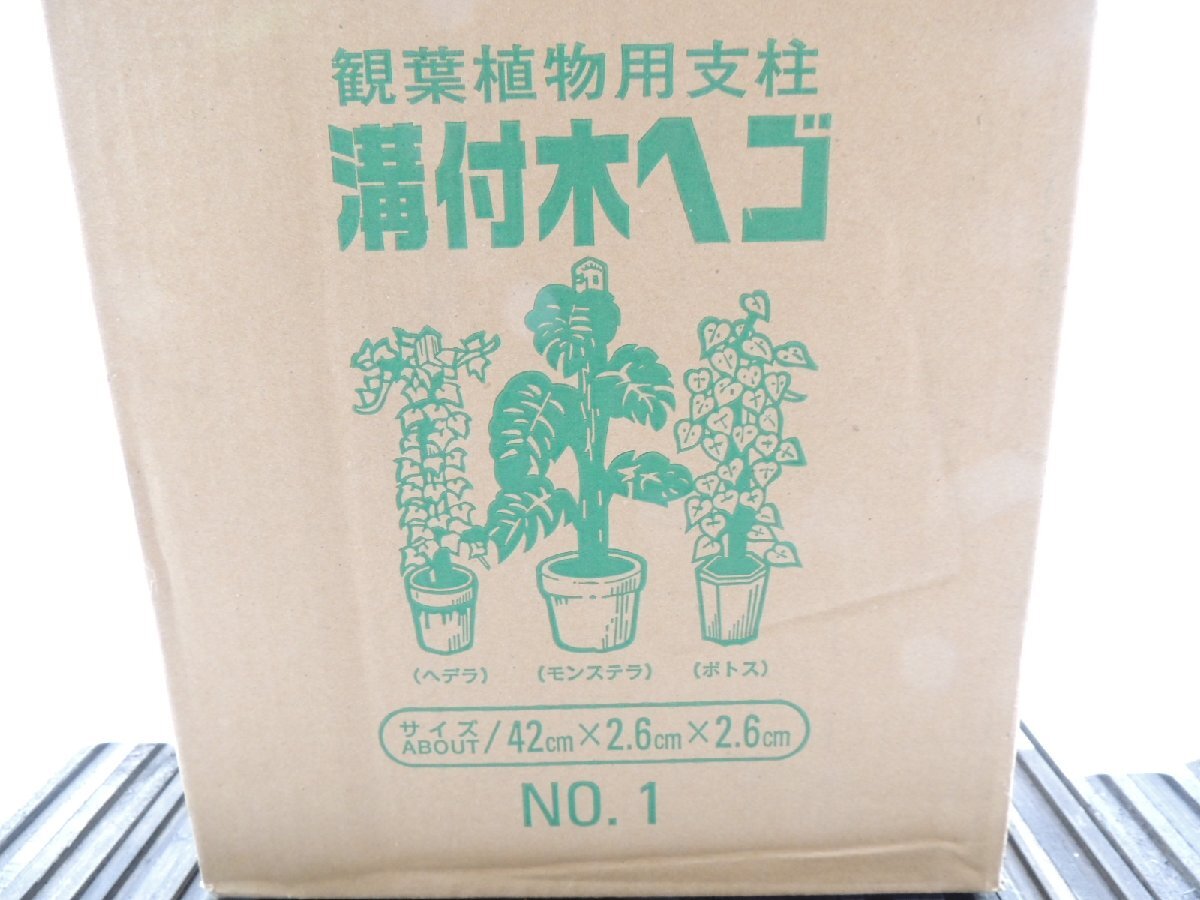 観葉植物用支柱
溝付木ヘゴ
(ヘデラ) (モンステラ) (ポトス)
サイズ
ABOUT / 42cm×2.6cm×2.6cm
NO. 1